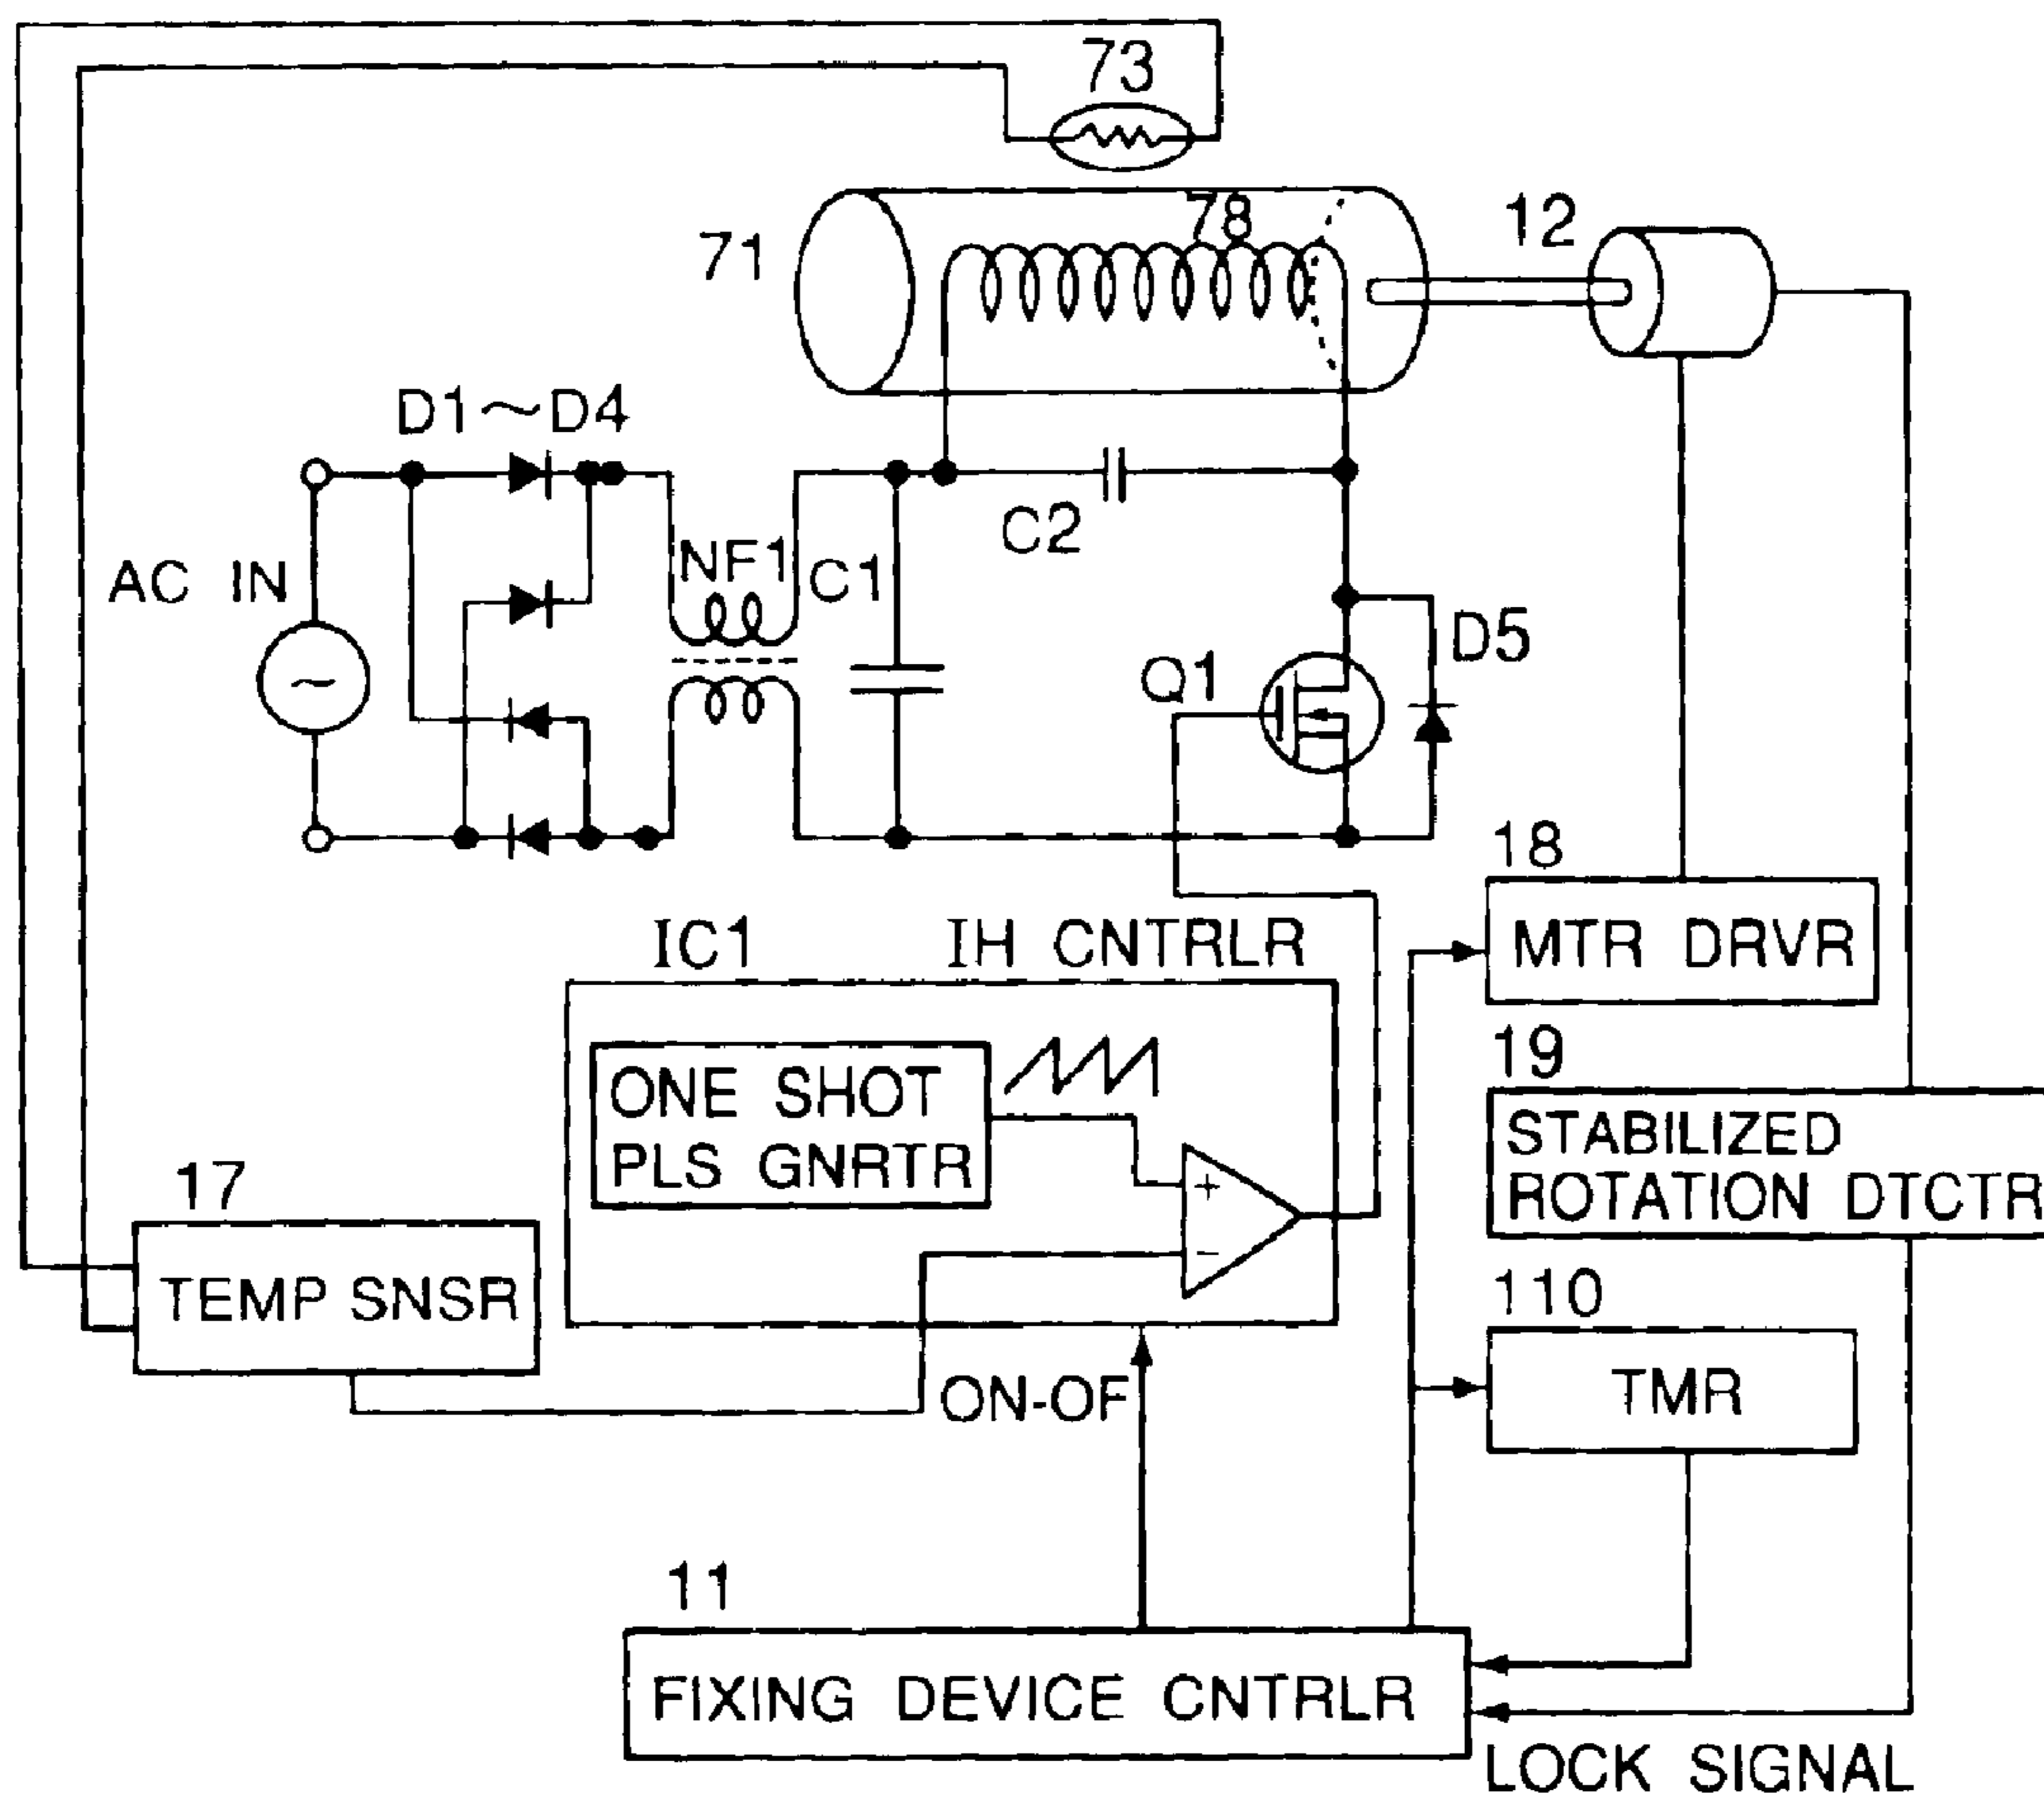 73
71
78
12
D1~D4
AC IN
NF1
C1
C2
Q1
D5
~
18
MTR DRVR
IC1 IH CNTRLR
ONE SHOT
PLS GNRTR
+
-
19
STABILIZED
ROTATION DTCTR
17
TEMP SNSR
110
TMR
ON-OF
11
FIXING DEVICE CNTRLR
LOCK SIGNAL